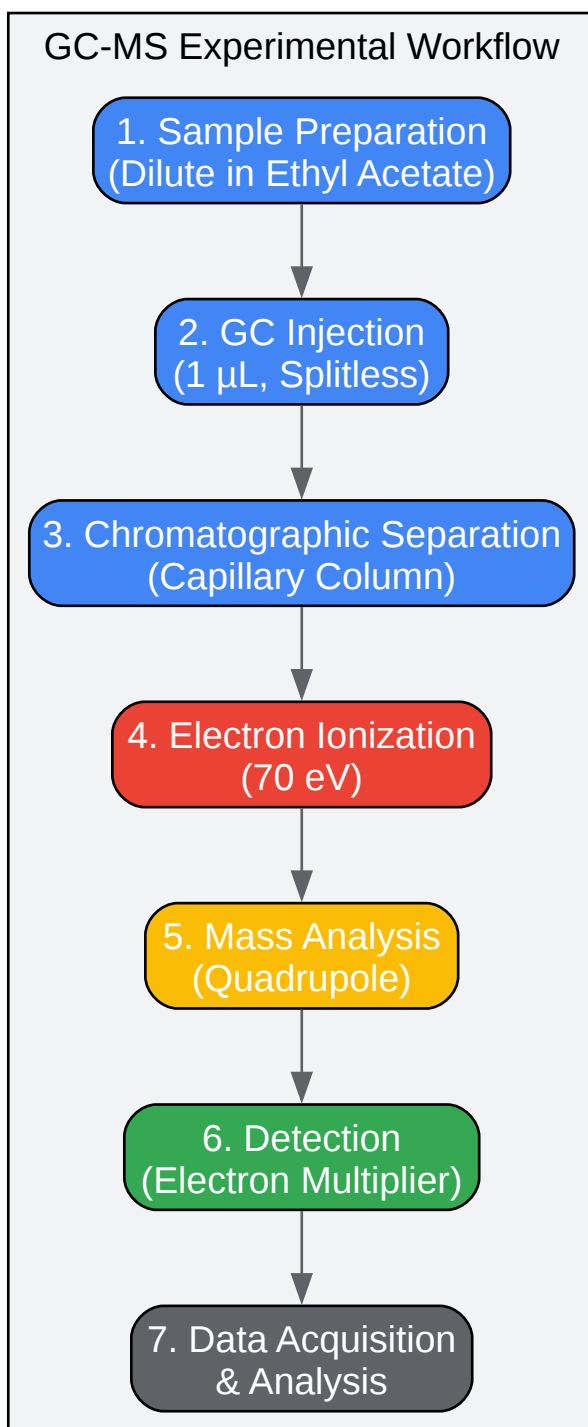 GC-MS Experimental Workflow
1. Sample Preparation
(Dilute in Ethyl Acetate)
2. GC Injection
(1 µL, Splitless)
3. Chromatographic Separation
(Capillary Column)
4. Electron Ionization
(70 eV)
5. Mass Analysis
(Quadrupole)
6. Detection
(Electron Multiplier)
7. Data Acquisition
& Analysis